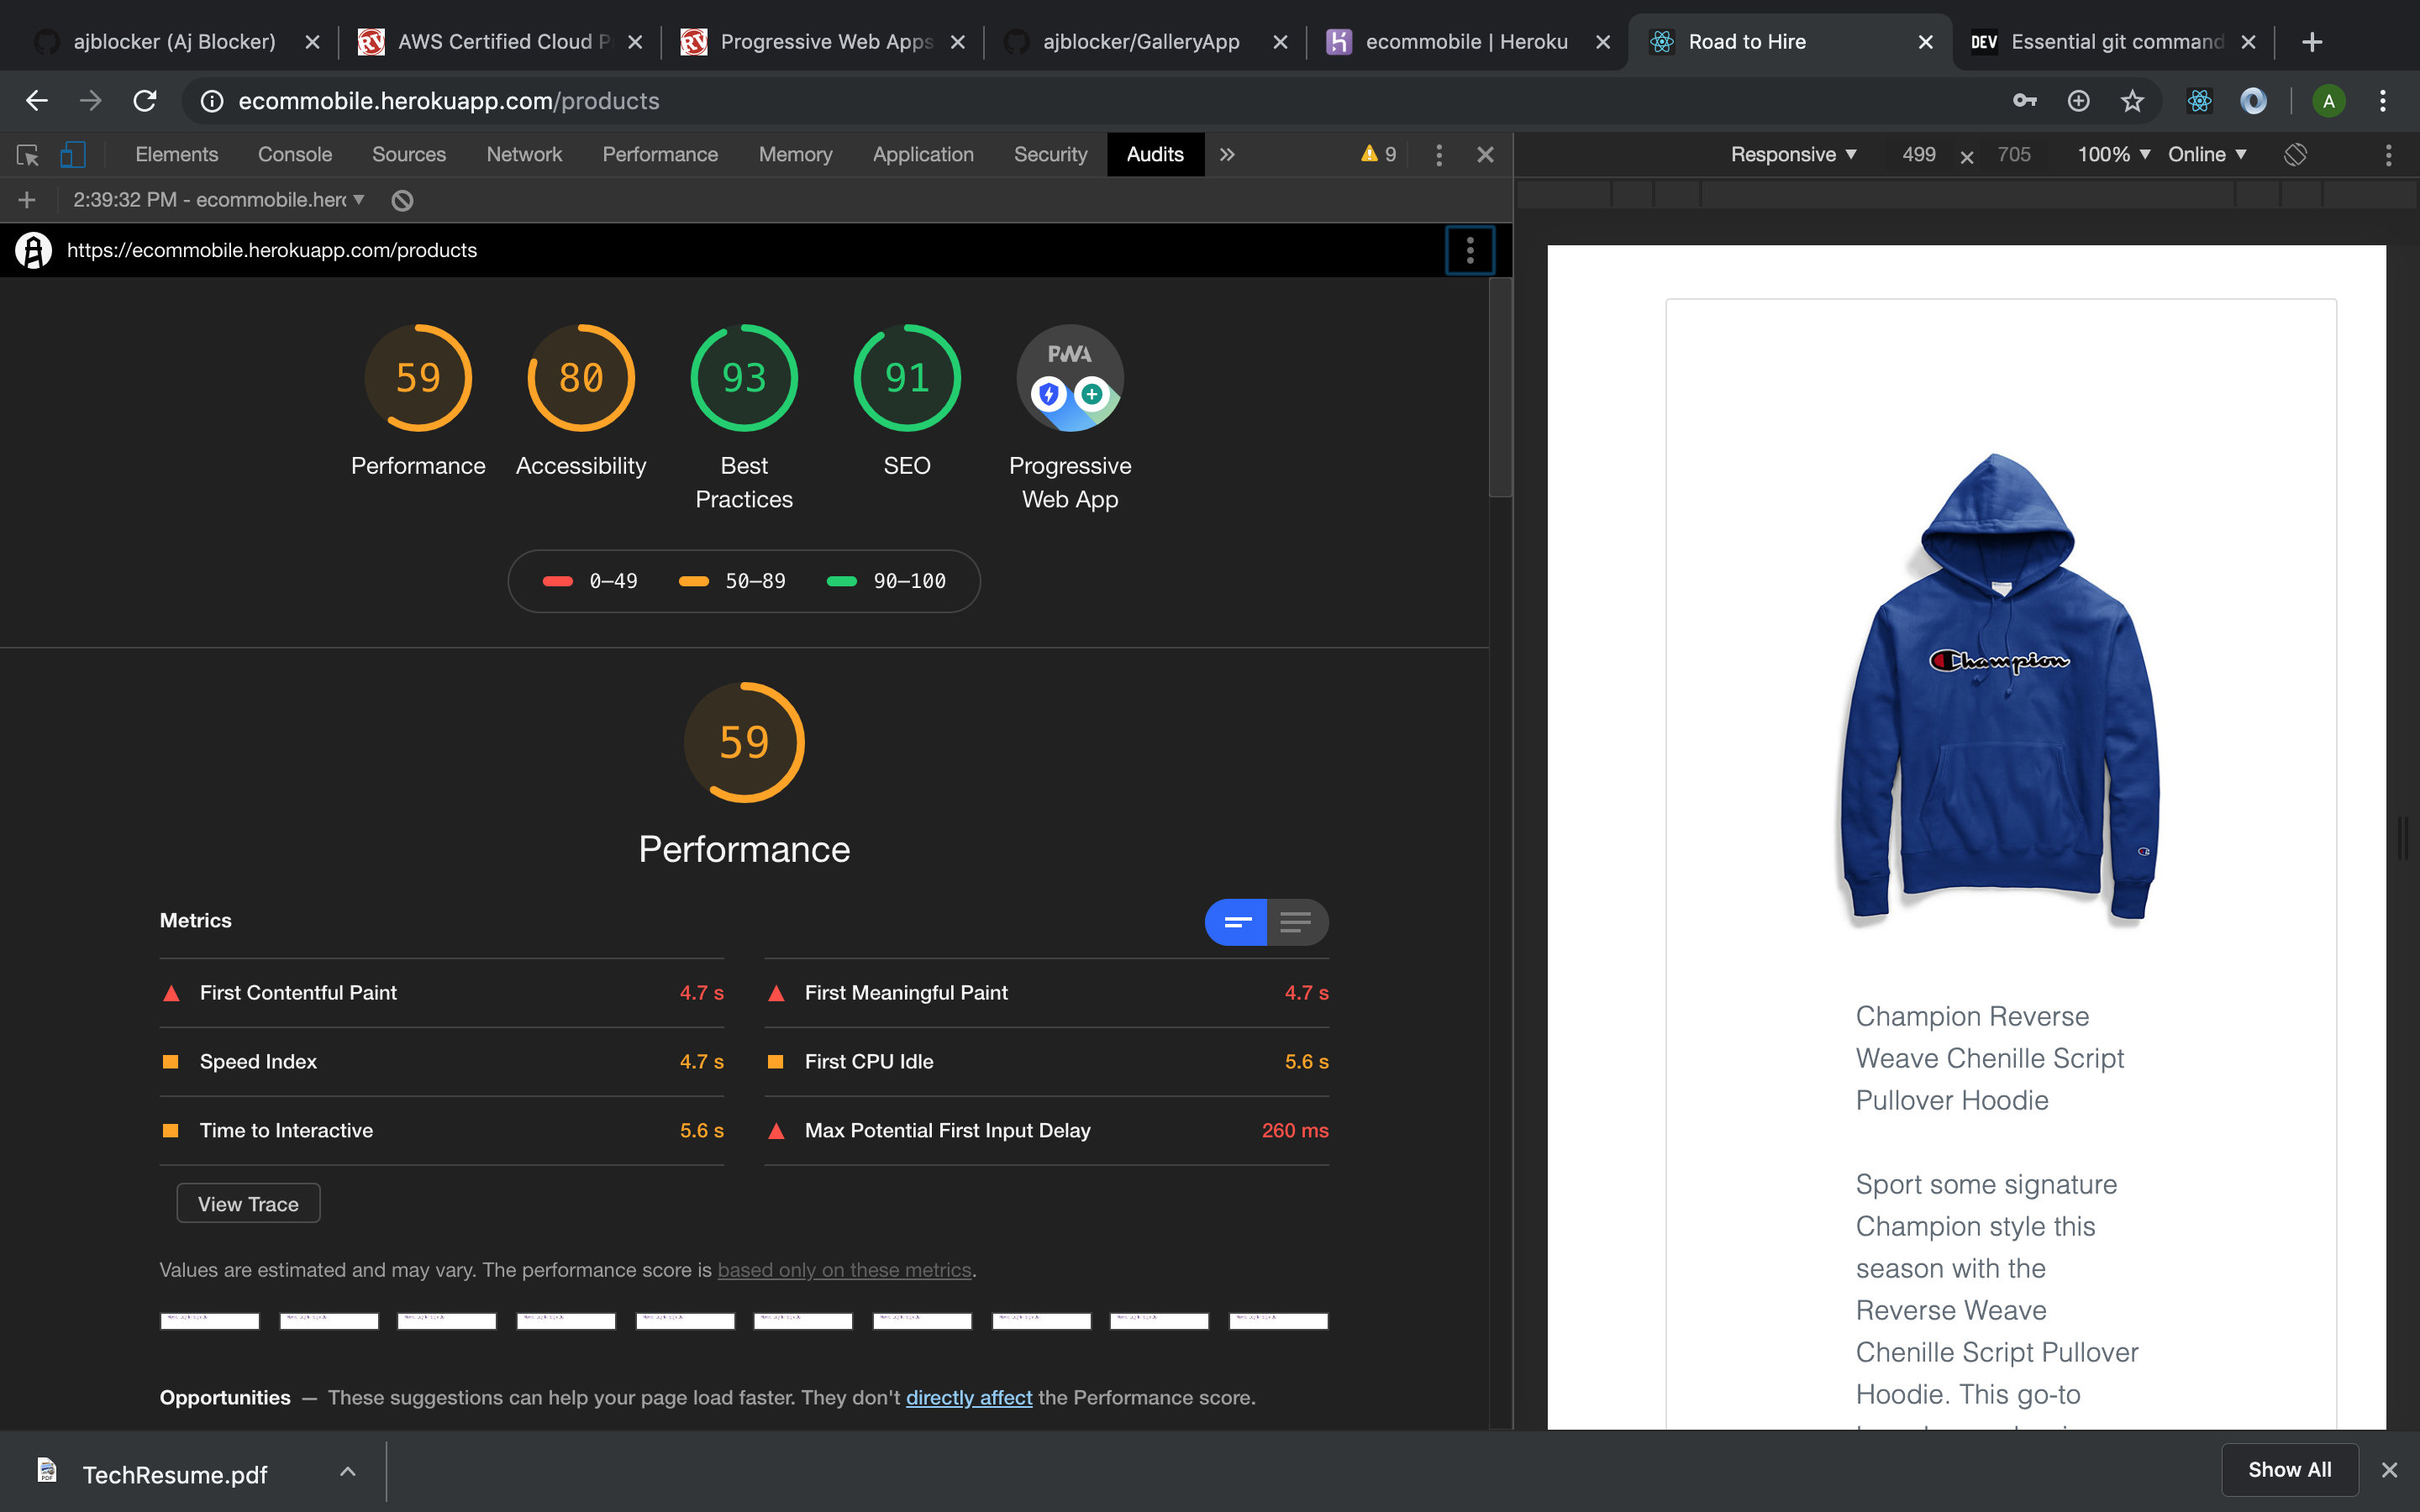 ajblocker (Aj Blocker)
AWS Certified Cloud P
Progressive Web Apps
ajblocker/GalleryApp
ecommobile | Heroku
Road to Hire
DEV Essential git command
ecommobile.herokuapp.com/products
A
Elements Console Sources Network Performance Memory Application Security Audits 9
Responsive 499 × 705 100% Online
2:39:32 PM - ecommobile.herc
https://ecommobile.herokuapp.com/products
59 80 93 91 PWA
Performance Accessibility Best Practices SEO Progressive Web App
0–49 50–89 90–100
59
Performance
Metrics
First Contentful Paint 4.7 s
First Meaningful Paint 4.7 s
Speed Index 4.7 s
First CPU Idle 5.6 s
Time to Interactive 5.6 s
Max Potential First Input Delay 260 ms
View Trace
Values are estimated and may vary. The performance score is based only on these metrics.
Opportunities — These suggestions can help your page load faster. They don't directly affect the Performance score.
Champion
Champion Reverse
Weave Chenille Script
Pullover Hoodie
Sport some signature
Champion style this
season with the
Reverse Weave
Chenille Script Pullover
Hoodie. This go-to
TechResume.pdf
Show All